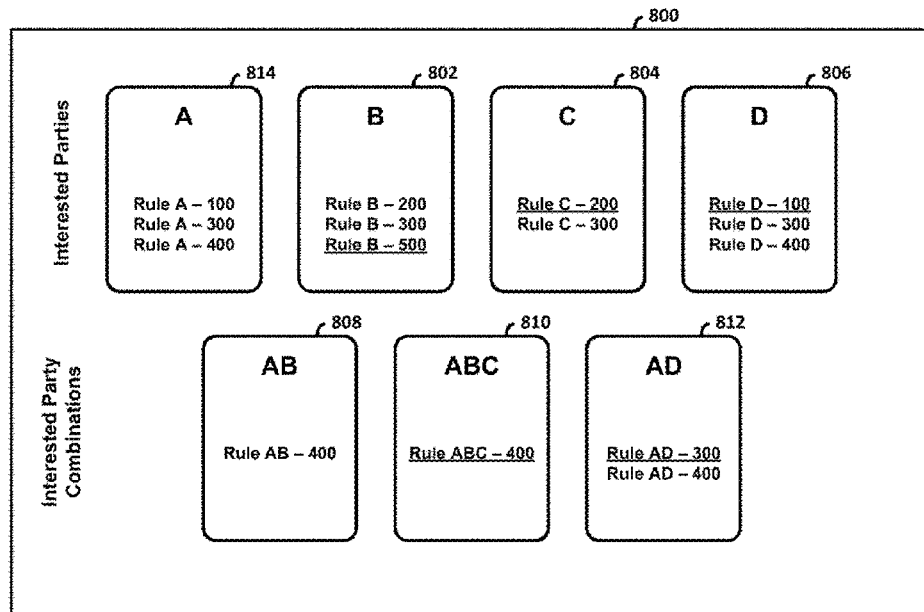 800
814
802
804
806
Interested Parties
A
B
C
D
Rule A – 100
Rule A – 300
Rule A – 400
Rule B – 200
Rule B – 300
Rule B – 500
Rule C – 200
Rule C – 300
Rule D – 100
Rule D – 300
Rule D – 400
808
810
812
Interested Party
Combinations
AB
ABC
AD
Rule AB – 400
Rule ABC – 400
Rule AD – 300
Rule AD – 400